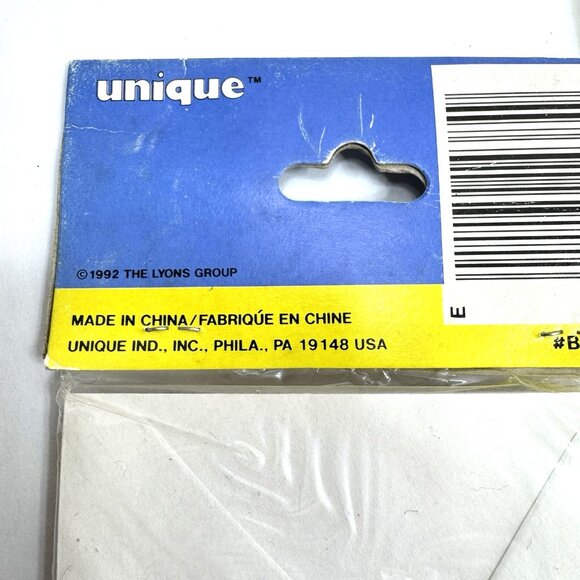 unique™
©1992 THE LYONS GROUP
MADE IN CHINA/FABRIQÚE EN CHINE
UNIQUE IND., INC., PHILA., PA 19148 USA
E
#B